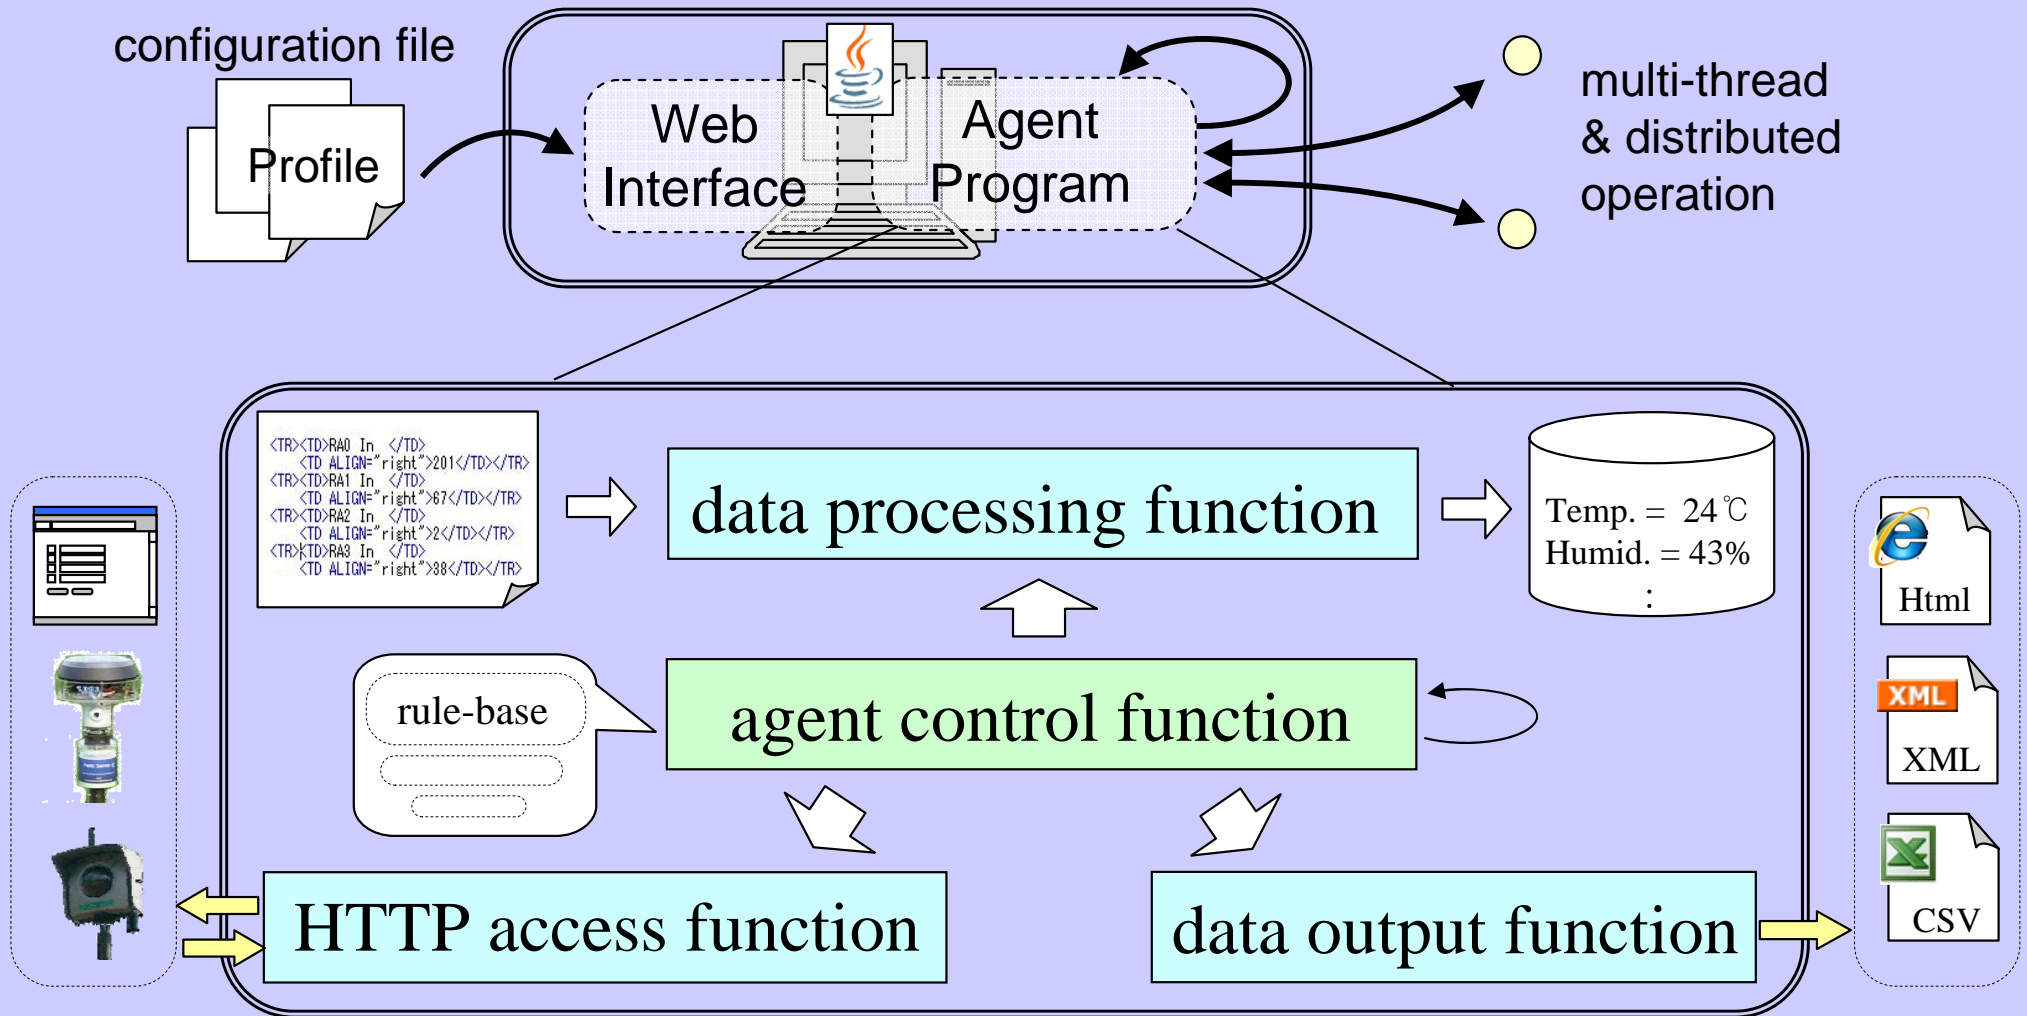 configuration file
Profile
Web
Interface
Agent
Program
multi-thread
& distributed
operation
<TR><TD>RA0 In  </TD>
<TD ALIGN="right">201</TD></TR>
<TR><TD>RA1 In  </TD>
<TD ALIGN="right">67</TD></TR>
<TR><TD>RA2 In  </TD>
<TD ALIGN="right">2</TD></TR>
<TR><TD>RA3 In  </TD>
<TD ALIGN="right">38</TD></TR>
data processing function
Temp. = 24℃
Humid. = 43%
:
Html
rule-base
agent control function
XML
XML
HTTP access function
data output function
CSV